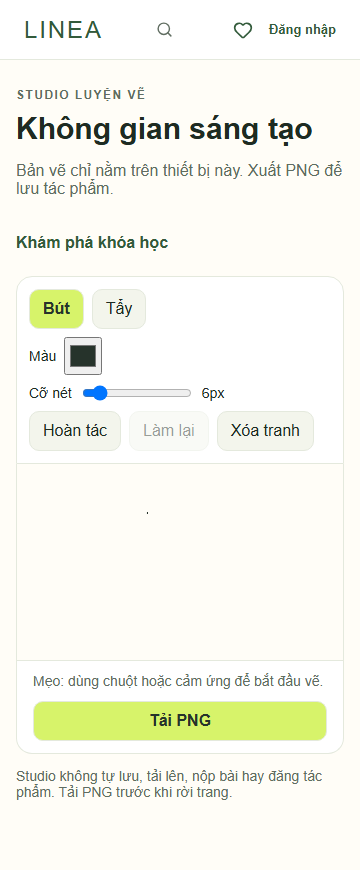 LINEA
Đăng nhập
STUDIO LUYỆN VẼ
Không gian sáng tạo
Bản vẽ chỉ nằm trên thiết bị này. Xuất PNG để
lưu tác phẩm.
Khám phá khóa học
Bút
Tẩy
Màu
Cỡ nét
6px
Hoàn tác
Làm lại
Xóa tranh
Mẹo: dùng chuột hoặc cảm ứng để bắt đầu vẽ.
Tải PNG
Studio không tự lưu, tải lên, nộp bài hay đăng tác
phẩm. Tải PNG trước khi rời trang.